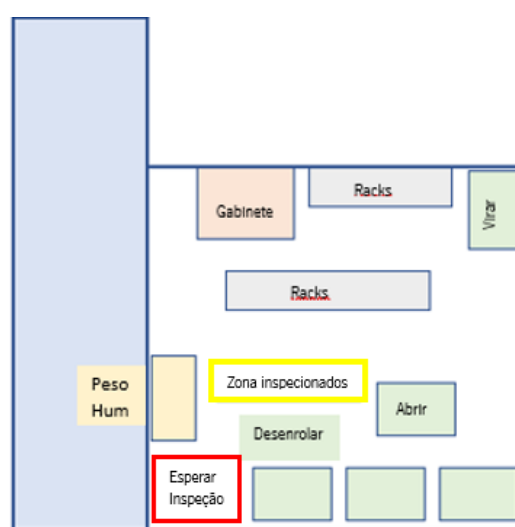 Racks
Gabinete
Virar
Racks
Peso
Hum
Zona inspecionados
Abrir
Desenrolar
Esperar
Inspeção